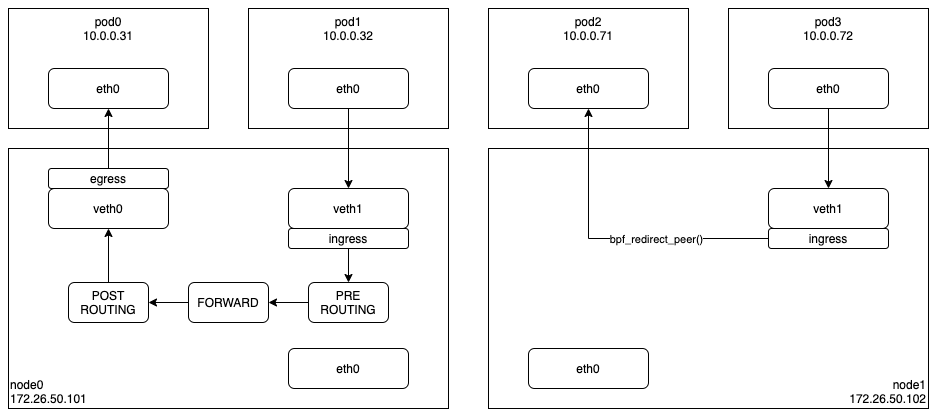 pod0
10.0.0.31
eth0
pod1
10.0.0.32
eth0
pod2
10.0.0.71
eth0
pod3
10.0.0.72
eth0
egress
veth0
veth1
ingress
POST
ROUTING
FORWARD
PRE
ROUTING
eth0
node0
172.26.50.101
veth1
ingress
bpf_redirect_peer()
eth0
node1
172.26.50.102